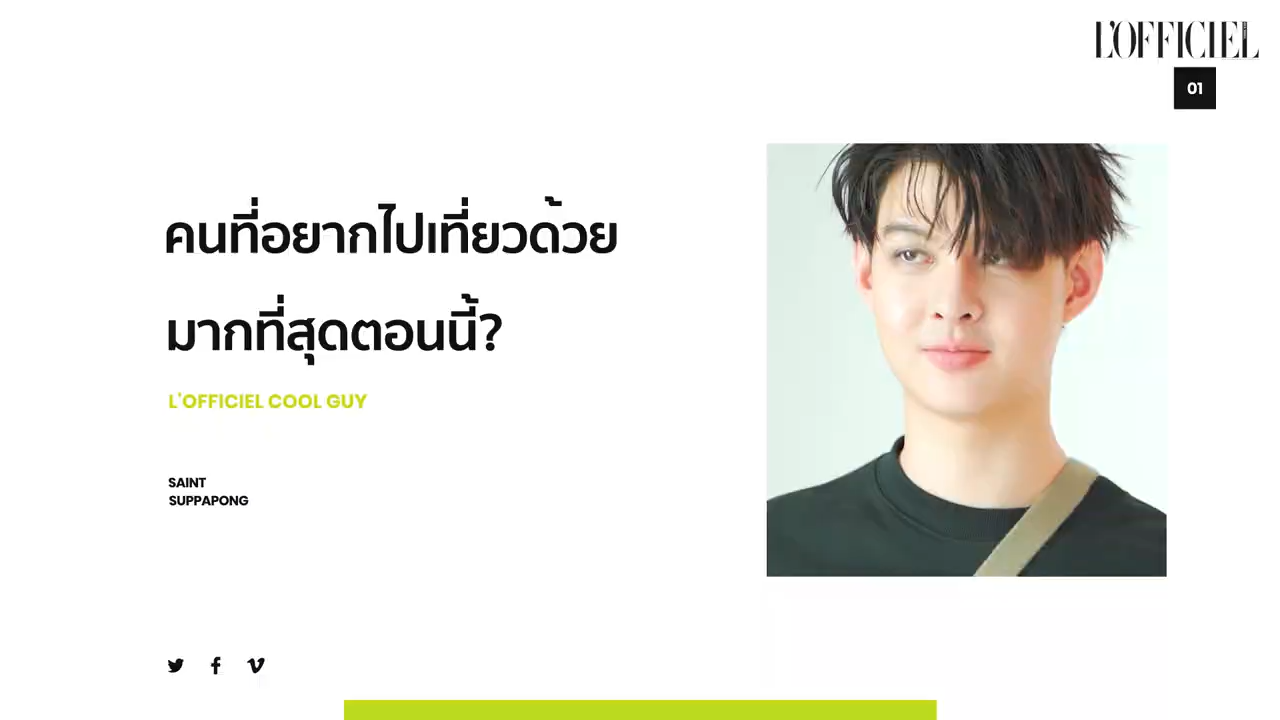 L'OFFICIEL
01
คนที่อยากไปเที่ยวด้วย
มากที่สุดตอนนี้?
L'OFFICIEL COOL GUY
SAINT
SUPPAPONG